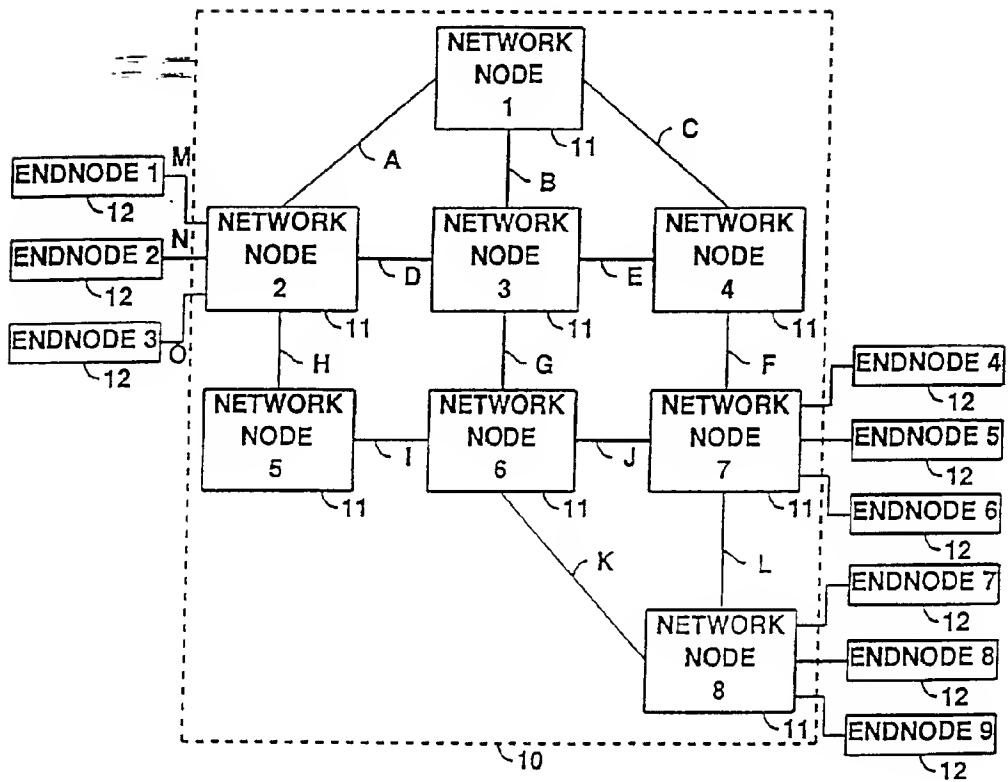 NETWORK
NODE
1
11
A
B
C
M
ENDNODE 1
12
N
ENDNODE 2
12
O
ENDNODE 3
12
NETWORK
NODE
2
11
D
NETWORK
NODE
3
11
E
NETWORK
NODE
4
11
H
G
F
NETWORK
NODE
5
11
I
NETWORK
NODE
6
11
J
NETWORK
NODE
7
11
ENDNODE 4
12
ENDNODE 5
12
ENDNODE 6
12
K
L
NETWORK
NODE
8
11
ENDNODE 7
12
ENDNODE 8
12
ENDNODE 9
12
10